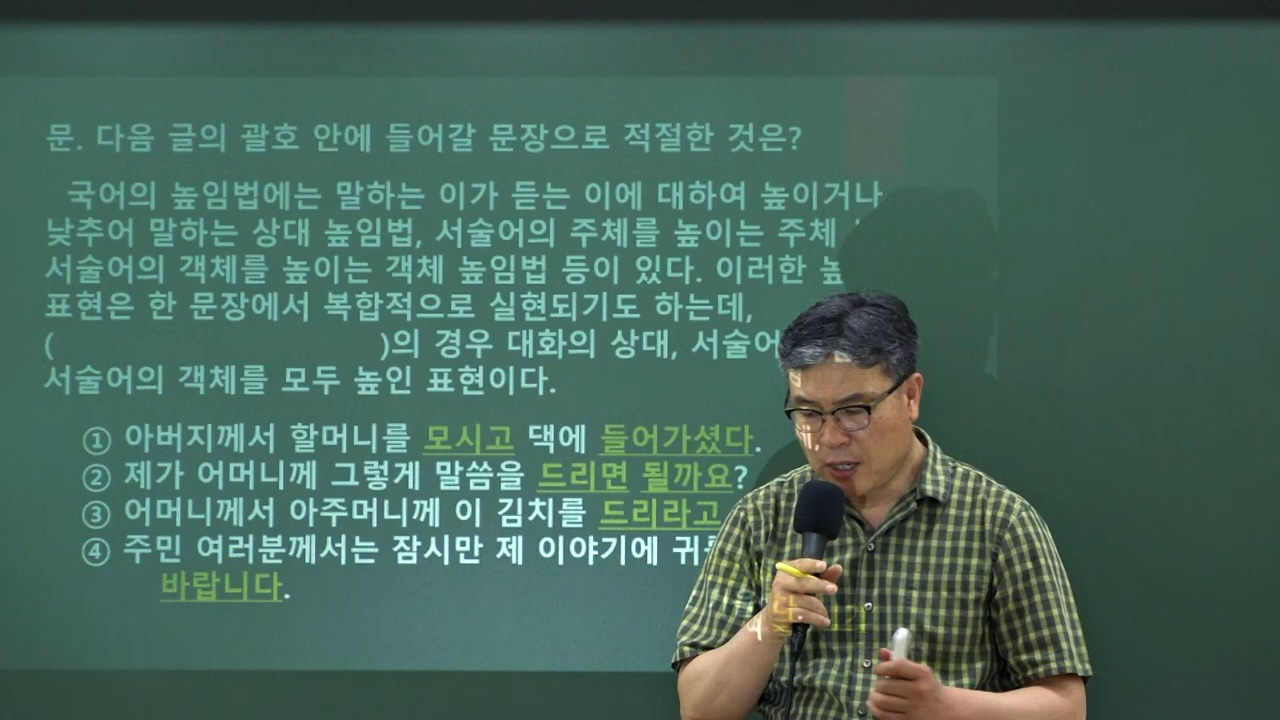 문. 다음 글의 괄호 안에 들어갈 문장으로 적절한 것은?
국어의 높임법에는 말하는 이가 듣는 이에 대하여 높이거나
낮추어 말하는 상대 높임법, 서술어의 주체를 높이는 주체
서술어의 객체를 높이는 객체 높임법 등이 있다. 이러한
표현은 한 문장에서 복합적으로 실현되기도 하는데,
( )의 경우 대화의 상대, 서술어
서술어의 객체를 모두 높인 표현이다.
① 아버지께서 할머니를 모시고 댁에 들어가셨다.
② 제가 어머니께 그렇게 말씀을 드리면 될까요?
③ 어머니께서 아주머니께 이 김치를 드리라고
④ 주민 여러분께서는 잠시만 제 이야기에
바랍니다.